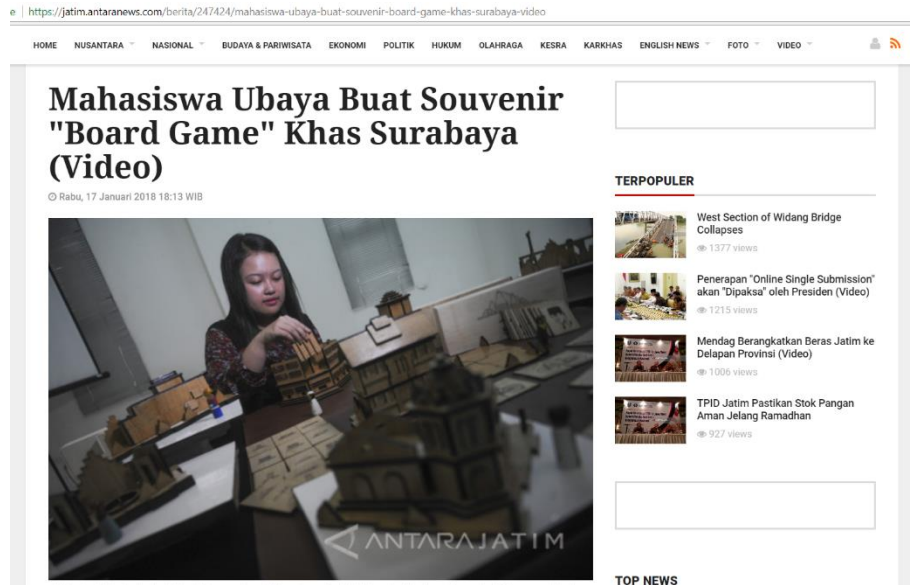 e https://jatim.antaranews.com/berita/247424/mahasiswa-ubaya-buat-souvenir-board-game-khas-surabaya-video
HOME NUSANTARA NASIONAL BUDAYA & PARIWISATA EKONOMI POLITIK HUKUM OLAHRAGA KESRA KARKHAS ENGLISH NEWS FOTO VIDEO
Mahasiswa Ubaya Buat Souvenir
"Board Game" Khas Surabaya
(Video)
Rabu, 17 Januari 2018 18:13 WIB
ANTARAJATIM
TERPOPULER
West Section of Widang Bridge
Collapses
1377 views
Penerapan "Online Single Submission"
akan "Dipaksa" oleh Presiden (Video)
1215 views
Mendag Berangkatkan Beras Jatim ke
Delapan Provinsi (Video)
1006 views
TPID Jatim Pastikan Stok Pangan
Aman Jelang Ramadhan
927 views
TOP NEWS